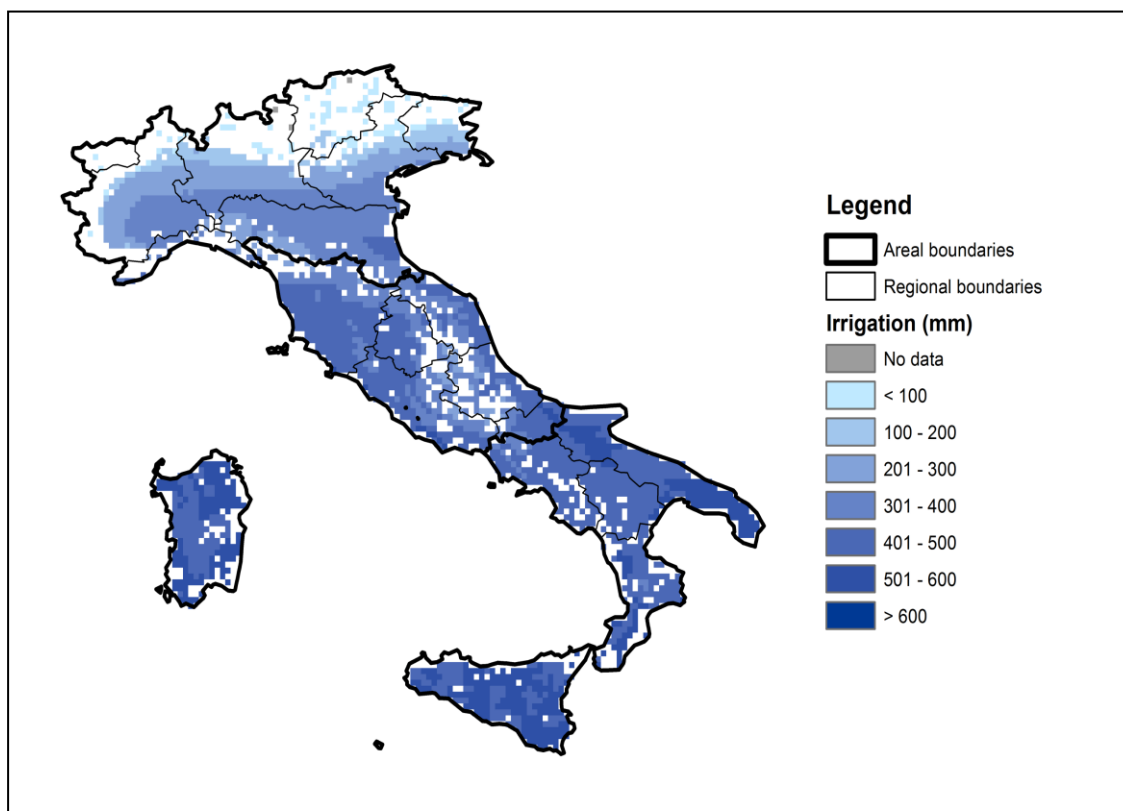 Legend
Areal boundaries
Regional boundaries
Irrigation (mm)
No data
< 100
100 - 200
201 - 300
301 - 400
401 - 500
501 - 600
> 600